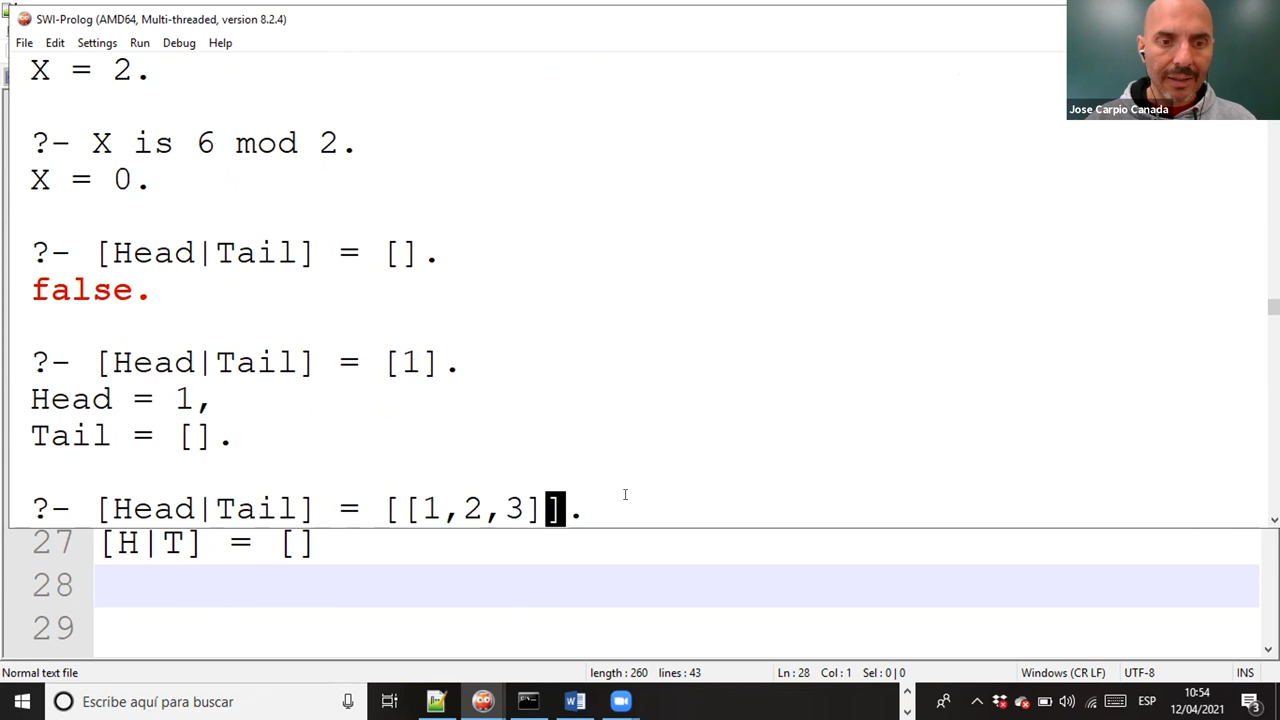 SWI-Prolog (AMD64, Multi-threaded, version 8.2.4)
File Edit Settings Run Debug Help
X = 2.
?- X is 6 mod 2.
X = 0.
?- [Head|Tail] = [].
false.
?- [Head|Tail] = [1].
Head = 1,
Tail = [].
?- [Head|Tail] = [[1,2,3]].
Jose Carpio Canada
27 [H|T] = []
28
29
Normal text file length : 260 lines : 43 Ln : 28 Col : 1 Sel : 0 | 0 Windows (CR LF) UTF-8 INS
Escribe aquí para buscar
ESP
10:54
12/04/2021
3